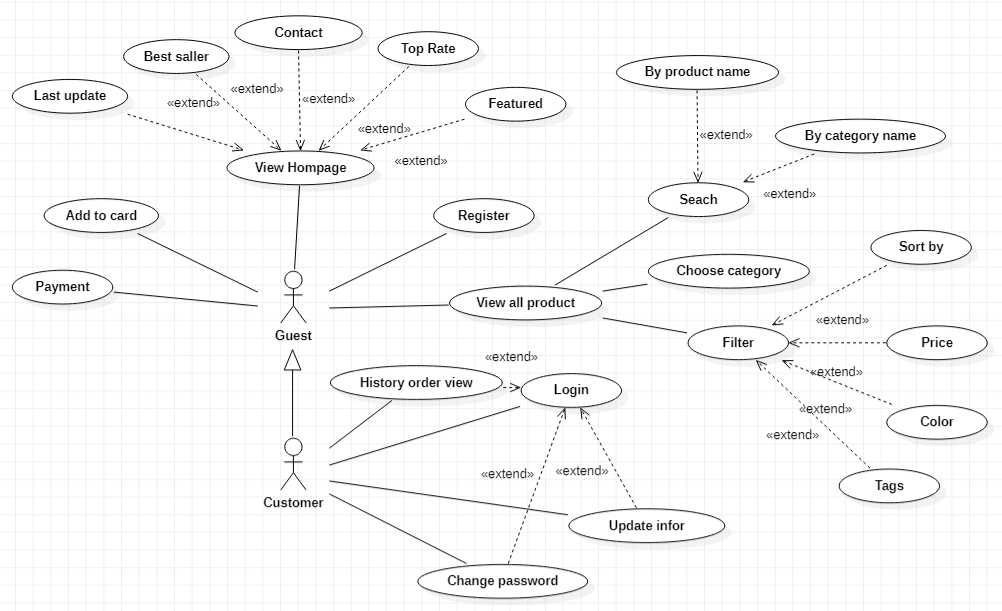 Contact
Best saller
Top Rate
By product name
Last update
«extend»
«extend»
«extend»
Featured
«extend»
«extend»
By category name
View Hompage
«extend»
Seach
«extend»
Add to card
Register
Sort by
Choose category
Payment
View all product
«extend»
Guest
Filter
Price
«extend»
«extend»
History order view
Login
«extend»
Color
«extend»
«extend»
«extend»
Tags
Customer
Update infor
Change password